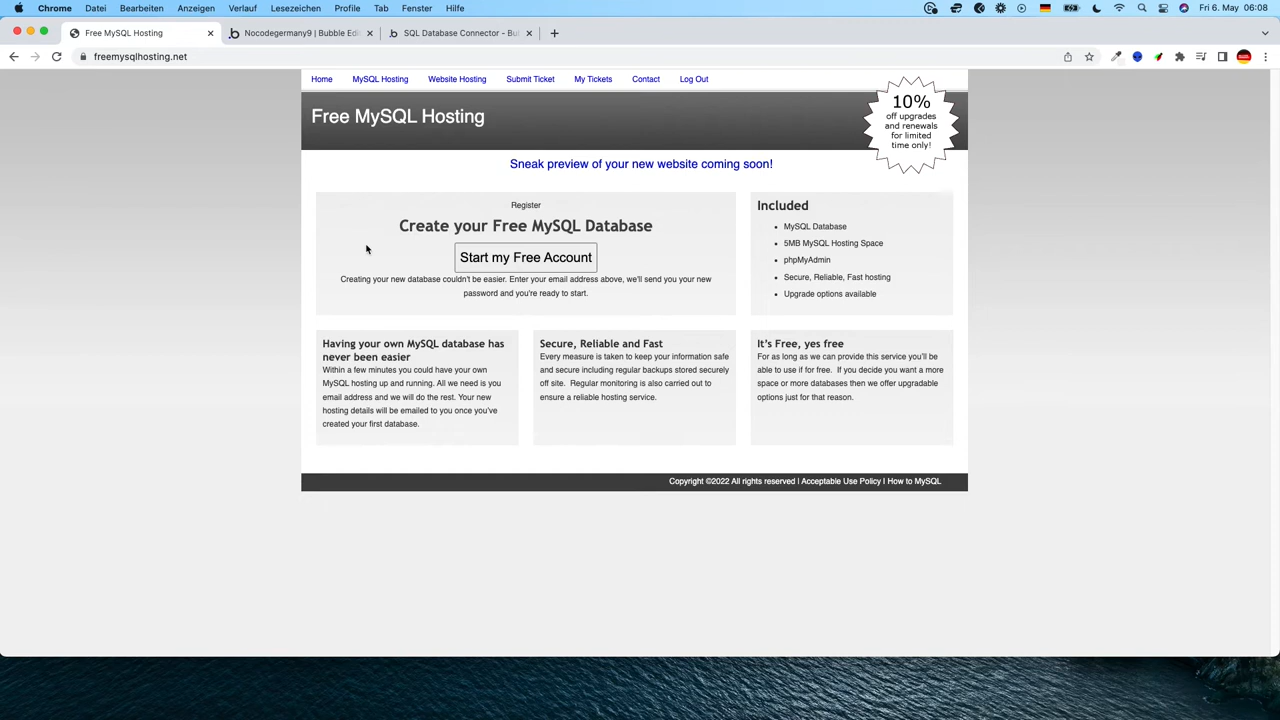 Chrome Datei Bearbeiten Anzeigen Verlauf Lesezeichen Profile Tab Fenster Hilfe Fri 6. May 06:08
Free MySQL Hosting
Nocodegermany9 | Bubble Edi
SQL Database Connector - Bu
freemysqlhosting.net
Home MySQL Hosting Website Hosting Submit Ticket My Tickets Contact Log Out
Free MySQL Hosting
10%
off upgrades
and renewals
for limited
time only!
Sneak preview of your new website coming soon!
Register
Create your Free MySQL Database
Start my Free Account
Creating your new database couldn't be easier. Enter your email address above, we'll send you your new
password and you're ready to start.
Included
• MySQL Database
• 5MB MySQL Hosting Space
• phpMyAdmin
• Secure, Reliable, Fast hosting
• Upgrade options available
Having your own MySQL database has
never been easier
Within a few minutes you could have your own
MySQL hosting up and running. All we need is you
email address and we will do the rest. Your new
hosting details will be emailed to you once you've
created your first database.
Secure, Reliable and Fast
Every measure is taken to keep your information safe
and secure including regular backups stored securely
off site. Regular monitoring is also carried out to
ensure a reliable hosting service.
It's Free, yes free
For as long as we can provide this service you'll be
able to use if for free. If you decide you want a more
space or more databases then we offer upgradable
options just for that reason.
Copyright ©2022 All rights reserved | Acceptable Use Policy | How to MySQL